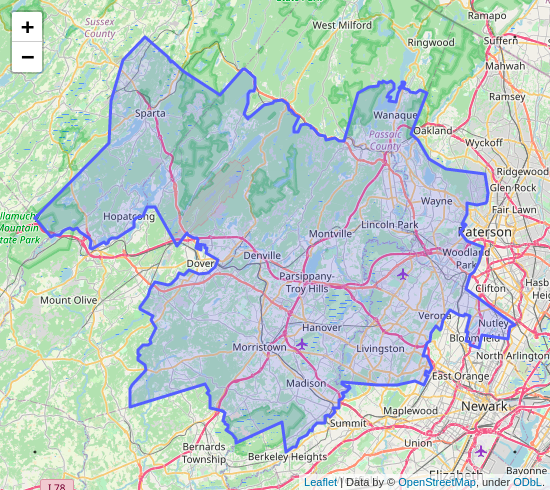 +
−
Sussex
County
West Milford
Ramapo
Ringwood
Suffern
Mahwah
Ramsey
Sparta
Wanaque
Oakland
Passaic
County
Wyckoff
Ridgewood
Glen Rock
Fair Lawn
Wayne
llamuch
Mountain
tate Park
Hopatcong
Lincoln Park
Montville
Paterson
Woodland
Park
Denville
Dover
Parsippany-
Troy Hills
Clifton
Hasb
Hei
Mount Olive
Verona
Nutley
Hanover
Bloomfield
Livingston
Morristown
North Arlington
East Orange
Madison
Maplewood
Newark
Summit
Union
Bernards
Township
Berkeley Heights
Elizabeth
Bayonne
I 78
Leaflet | Data by © OpenStreetMap, under ODbL.